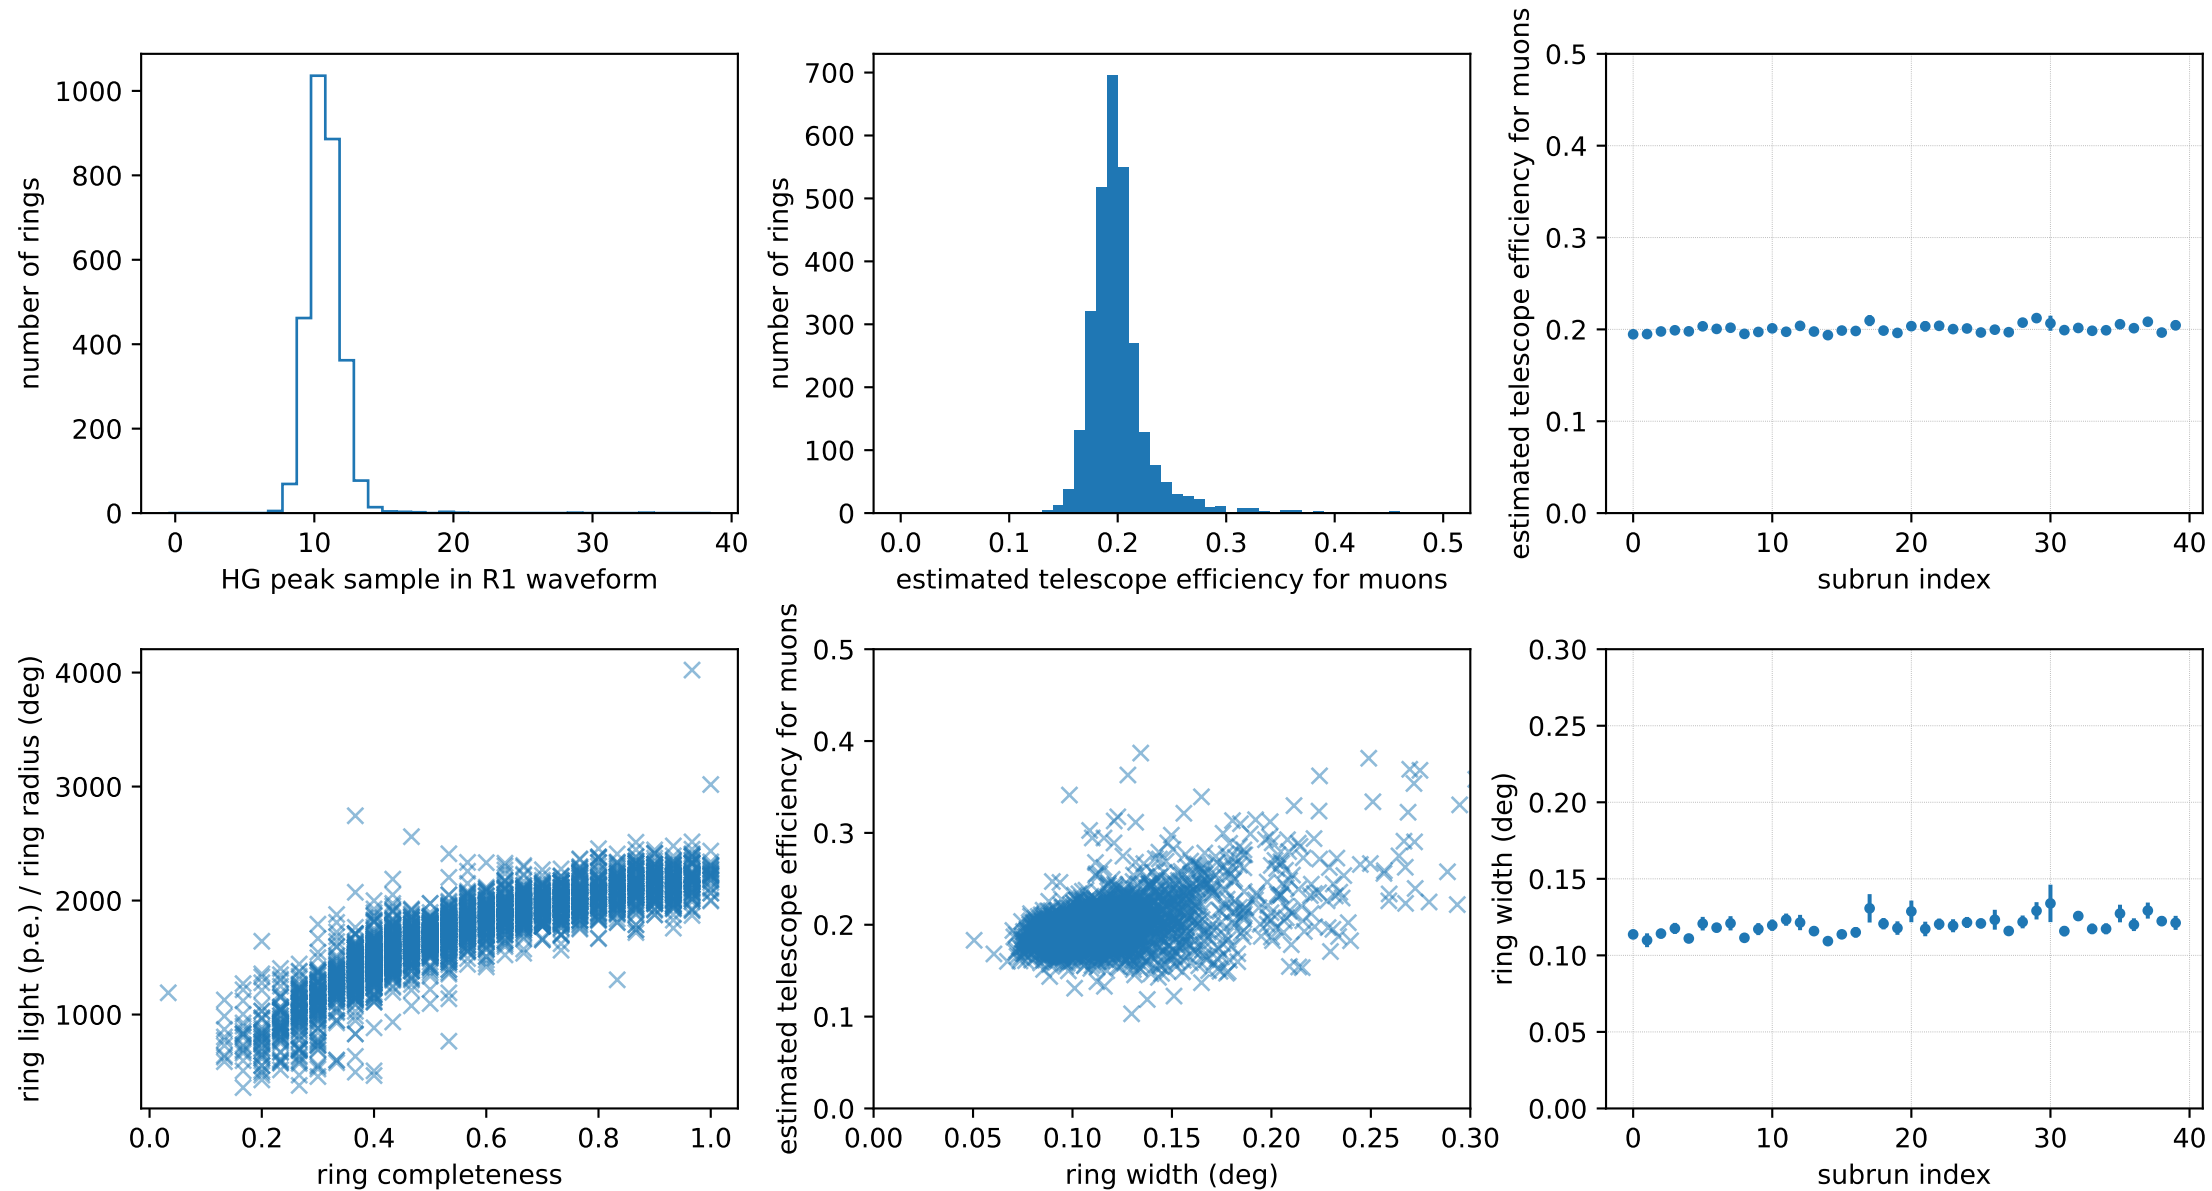 number of rings
1000
800
600
400
200
0
0 10 20 30 40
HG peak sample in R1 waveform
number of rings
700
600
500
400
300
200
100
0
0.0 0.1 0.2 0.3 0.4 0.5
estimated telescope efficiency for muons
estimated telescope efficiency for muons
0.5
0.4
0.3
0.2
0.1
0.0
0 10 20 30 40
subrun index
ring light (p.e.) / ring radius (deg)
4000
3000
2000
1000
0.0 0.2 0.4 0.6 0.8 1.0
ring completeness
estimated telescope efficiency for muons
0.5
0.4
0.3
0.2
0.1
0.0
0.00 0.05 0.10 0.15 0.20 0.25 0.30
ring width (deg)
ring width (deg)
0.30
0.25
0.20
0.15
0.10
0.05
0.00
0 10 20 30 40
subrun index